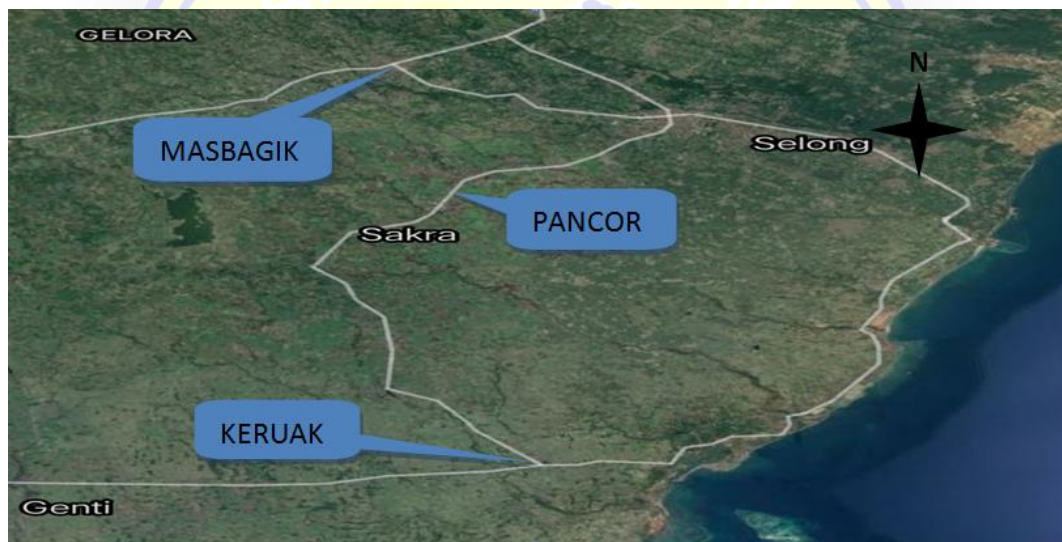 GELORA
N
MASBAGIK
Selong
PANCOR
Sakra
KERUAK
Genti